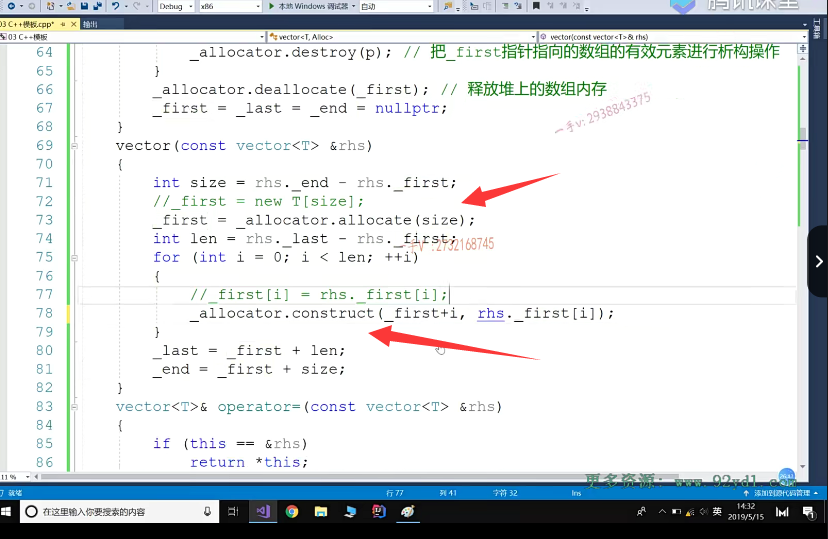 Debug
x86
本地 Windows 调试器
自动
腾讯课堂
03 C++模板.cpp*
输出
03 C++模板
vector<T, Alloc>
vector(const vector<T> & rhs)
64 _allocator.destroy(p); // 把_first指针指向的数组的有效元素进行析构操作
65 }
66 _allocator.deallocate(_first); // 释放堆上的数组内存
67 _first = _last = _end = nullptr;
68 }
69 vector(const vector<T> &rhs)
70 {
71 int size = rhs._end - rhs._first;
72 //_first = new T[size];
73 _first = _allocator.allocate(size);
74 int len = rhs._last - rhs._first;
75 for (int i = 0; i < len; ++i)
76 {
77 //_first[i] = rhs._first[i];
78 _allocator.construct(_first+i, rhs._first[i]);
79 }
80 _last = _first + len;
81 _end = _first + size;
82 }
83 vector<T>& operator=(const vector<T> &rhs)
84 {
85 if (this == &rhs)
86 return *this;
一手v:2938843375
一手V :2732168745
11 %
更多资源: www.92vdl.com
就绪
行 77
列 41
字符 32
Ins
添加到源代码管理
在这里输入你要搜索的内容
英
14:32
2019/5/15